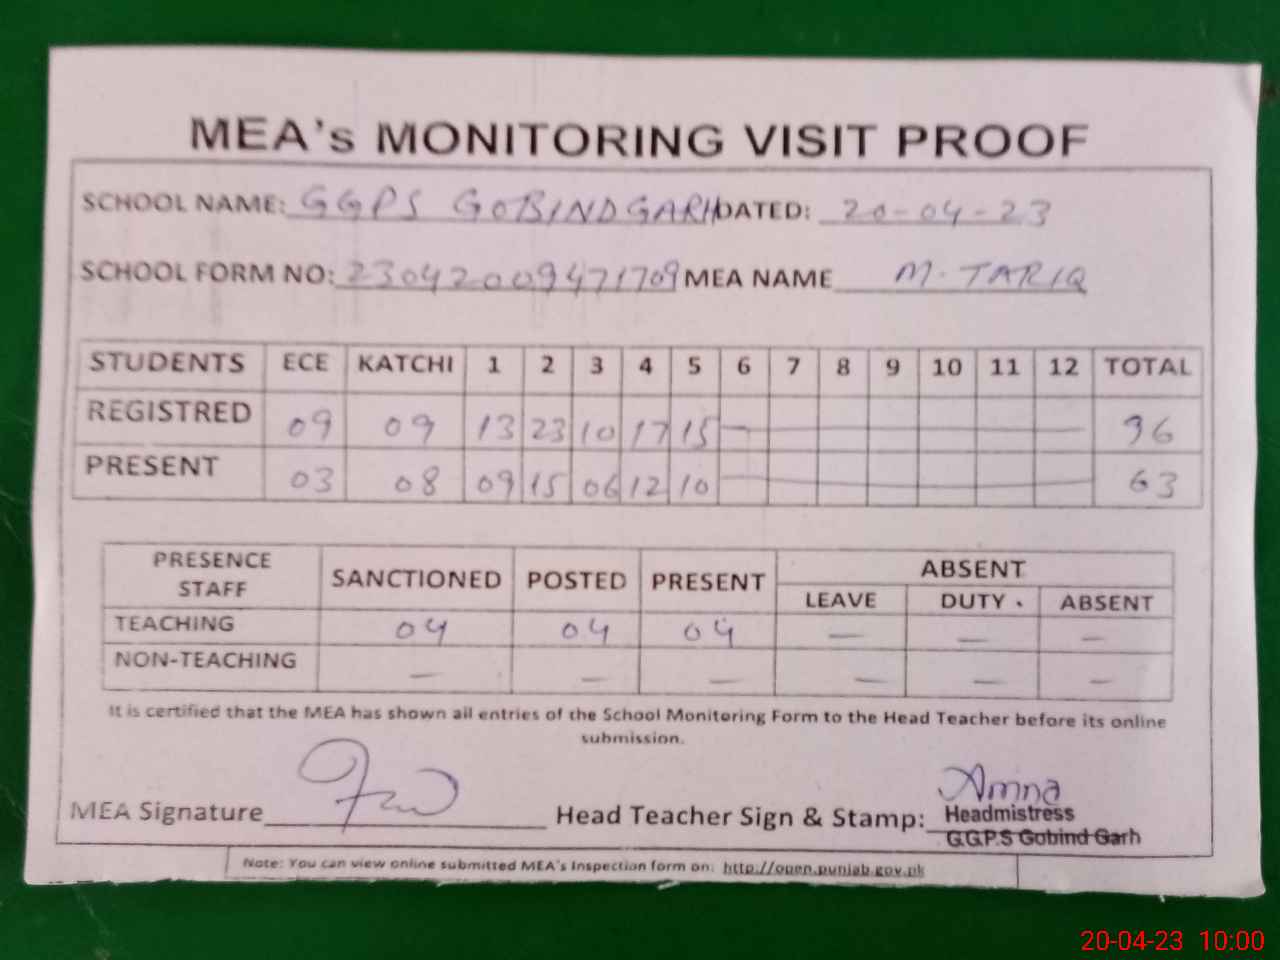 MEA's MONITORING VISIT PROOF
SCHOOL NAME: GGPS GOBINDGARH DATED: 20-04-23
SCHOOL FORM NO: 23042009471709 MEA NAME M. TARIQ
STUDENTS ECE KATCHI 1 2 3 4 5 6 7 8 9 10 11 12 TOTAL
REGISTRED 09 09 13 23 10 17 15 — 96
PRESENT 03 08 09 15 06 12 10 — 63
PRESENCE STAFF SANCTIONED POSTED PRESENT ABSENT
LEAVE DUTY. ABSENT
TEACHING 04 04 04 — — —
NON-TEACHING — — — — — —
It is certified that the MEA has shown all entries of the School Monitoring Form to the Head Teacher before its online
submission.
MEA Signature Head Teacher Sign & Stamp: Amna
Headmistress
G.G.P.S Gobind Garh
Note: You can view online submitted MEA's Inspection form on: http://open.punjab.gov.pk
20-04-23 10:00